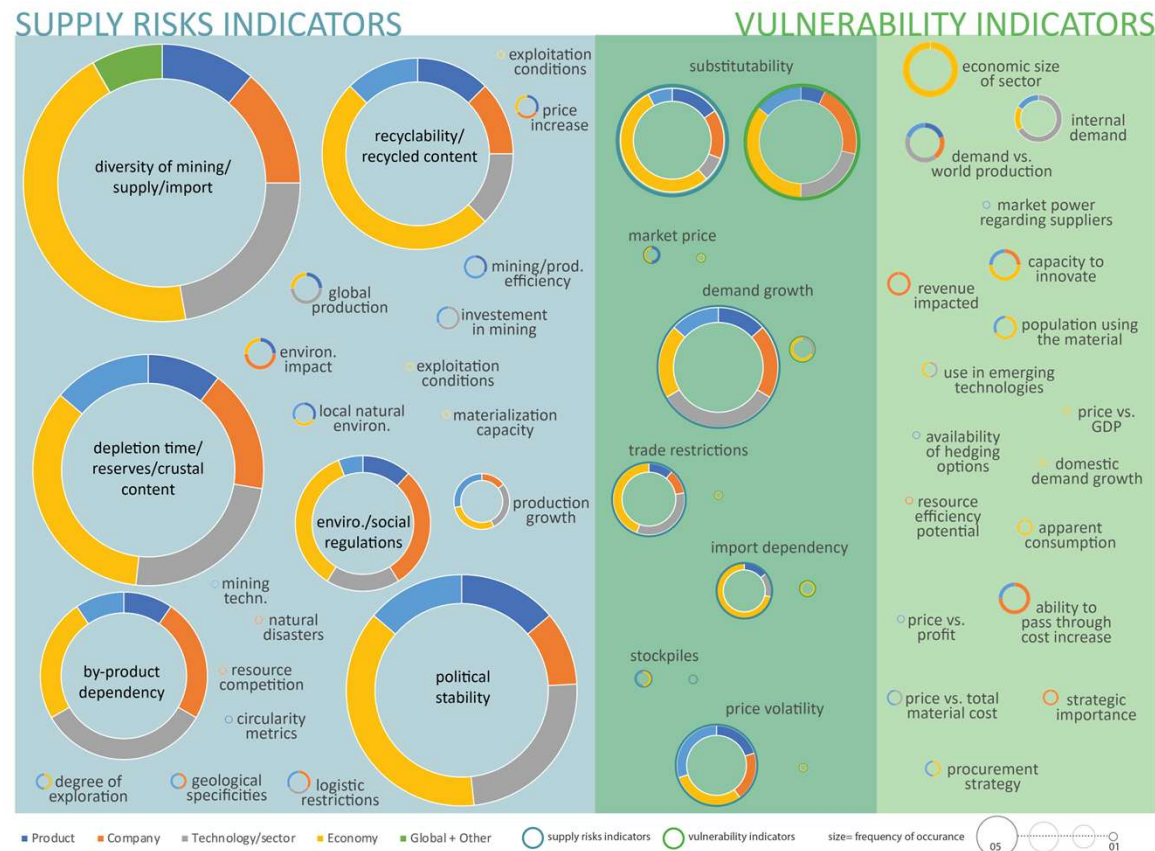 SUPPLY RISKS INDICATORS
VULNERABILITY INDICATORS
diversity of mining/
supply/import
recyclability/
recycled content
exploitation
conditions
price
increase
mining/prod.
efficiency
global
production
investement
in mining
environ.
impact
exploitation
conditions
local natural
environ.
materialization
capacity
depletion time/
reserves/crustal
content
enviro./social
regulations
production
growth
mining
techn.
natural
disasters
by-product
dependency
resource
competition
circularity
metrics
political
stability
degree of
exploration
geological
specificities
logistic
restrictions
substitutability
market price
demand growth
trade restrictions
import dependency
stockpiles
price volatility
economic size
of sector
internal
demand
demand vs.
world production
market power
regarding suppliers
capacity to
innovate
revenue
impacted
population using
the material
use in emerging
technologies
price vs.
GDP
availability
of hedging
options
domestic
demand growth
resource
efficiency
potential
apparent
consumption
ability to
pass through
cost increase
price vs.
profit
price vs. total
material cost
strategic
importance
procurement
strategy
Product
Company
Technology/sector
Economy
Global + Other
supply risks indicators
vulnerability indicators
size= frequency of occurance
05
01